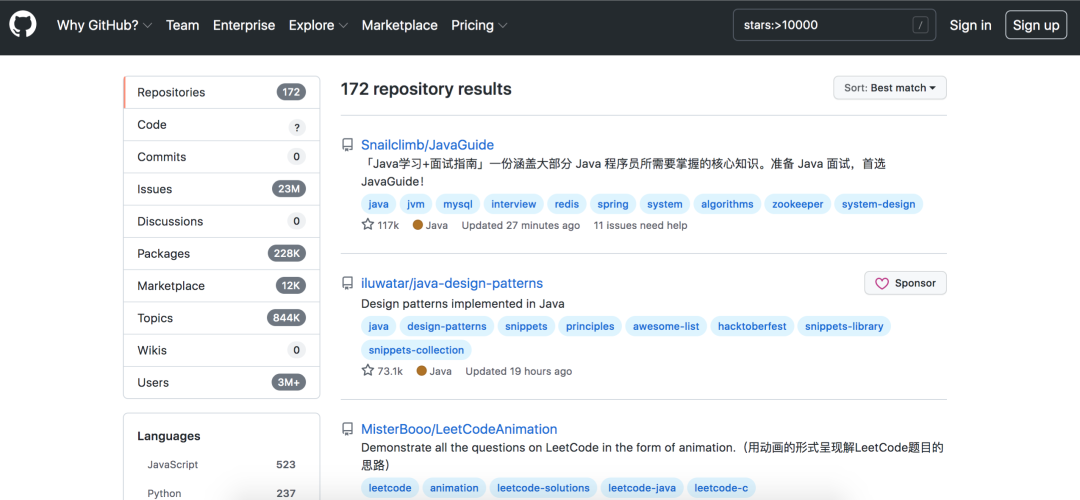 Why GitHub? Team Enterprise Explore Marketplace Pricing stars:>10000 / Sign in Sign up
Repositories 172
Code ?
Commits 0
Issues 23M
Discussions 0
Packages 228K
Marketplace 12K
Topics 844K
Wikis 0
Users 3M+
Languages
JavaScript 523
Python 237
172 repository results
Sort: Best match
Snailclimb/JavaGuide
「Java学习+面试指南」一份涵盖大部分 Java 程序员所需要掌握的核心知识。准备 Java 面试，首选
JavaGuide！
java jvm mysql interview redis spring system algorithms zookeeper system-design
117k Java Updated 27 minutes ago 11 issues need help
iluwatar/java-design-patterns
Sponsor
Design patterns implemented in Java
java design-patterns snippets principles awesome-list hacktoberfest snippets-library
snippets-collection
73.1k Java Updated 19 hours ago
MisterBooo/LeetCodeAnimation
Demonstrate all the questions on LeetCode in the form of animation.（用动画的形式呈现解LeetCode题目的
思路）
leetcode animation leetcode-solutions leetcode-java leetcode-c